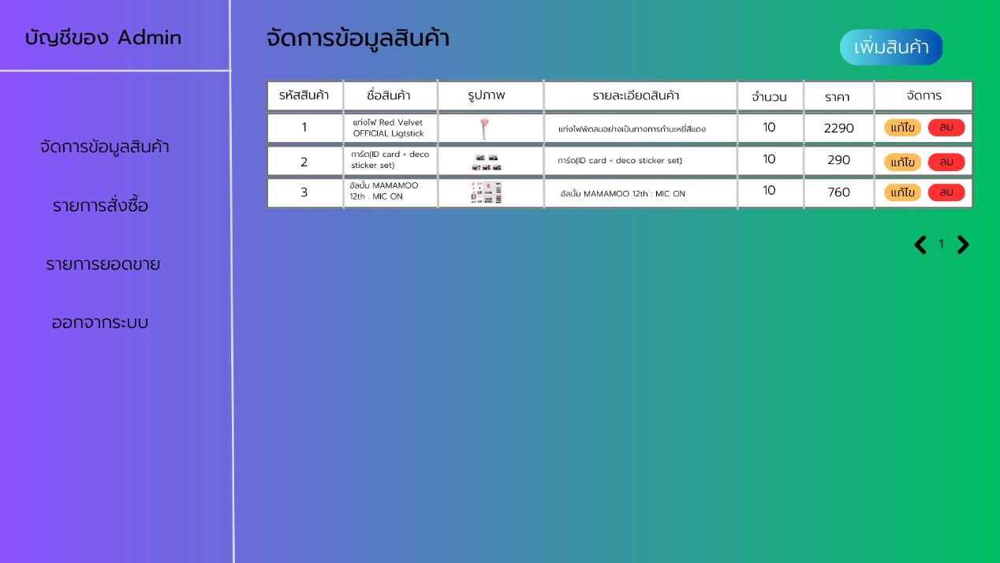 บัญชีของ Admin
จัดการข้อมูลสินค้า
เพิ่มสินค้า
จัดการข้อมูลสินค้า
รายการสั่งซื้อ
รายการยอดขาย
ออกจากระบบ
รหัสสินค้า ชื่อสินค้า รูปภาพ รายละเอียดสินค้า จำนวน ราคา จัดการ
1 แท่งไฟ Red Velvet แท่งไฟพัดลมอย่างเป็นทางการกำมะหยี่สีแดง 10 2290 แก้ไข ลบ
OFFICIAL Ligtstick
2 การ์ด(ID card + deco การ์ด(ID card + deco sticker set) 10 290 แก้ไข ลบ
sticker set)
3 อัลบั้ม MAMAMOO อัลบั้ม MAMAMOO 12th : MIC ON 10 760 แก้ไข ลบ
12th : MIC ON
1